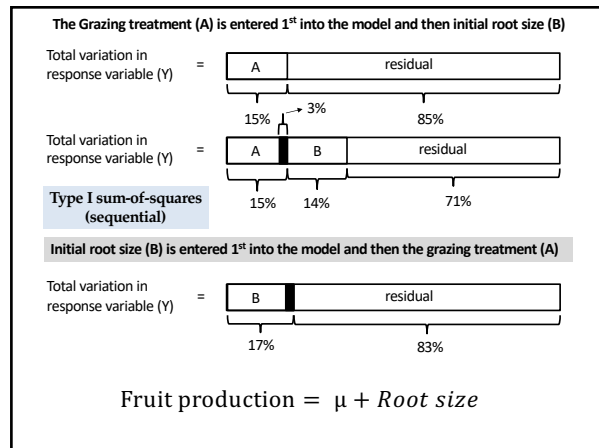 The Grazing treatment (A) is entered 1st into the model and then initial root size (B)
Total variation in
response variable (Y)
=
A
residual
3%
15%
85%
Total variation in
response variable (Y)
=
A
B
residual
15%
14%
71%
Type I sum-of-squares
(sequential)
Initial root size (B) is entered 1st into the model and then the grazing treatment (A)
Total variation in
response variable (Y)
=
B
residual
17%
83%
Fruit production = μ + Root size